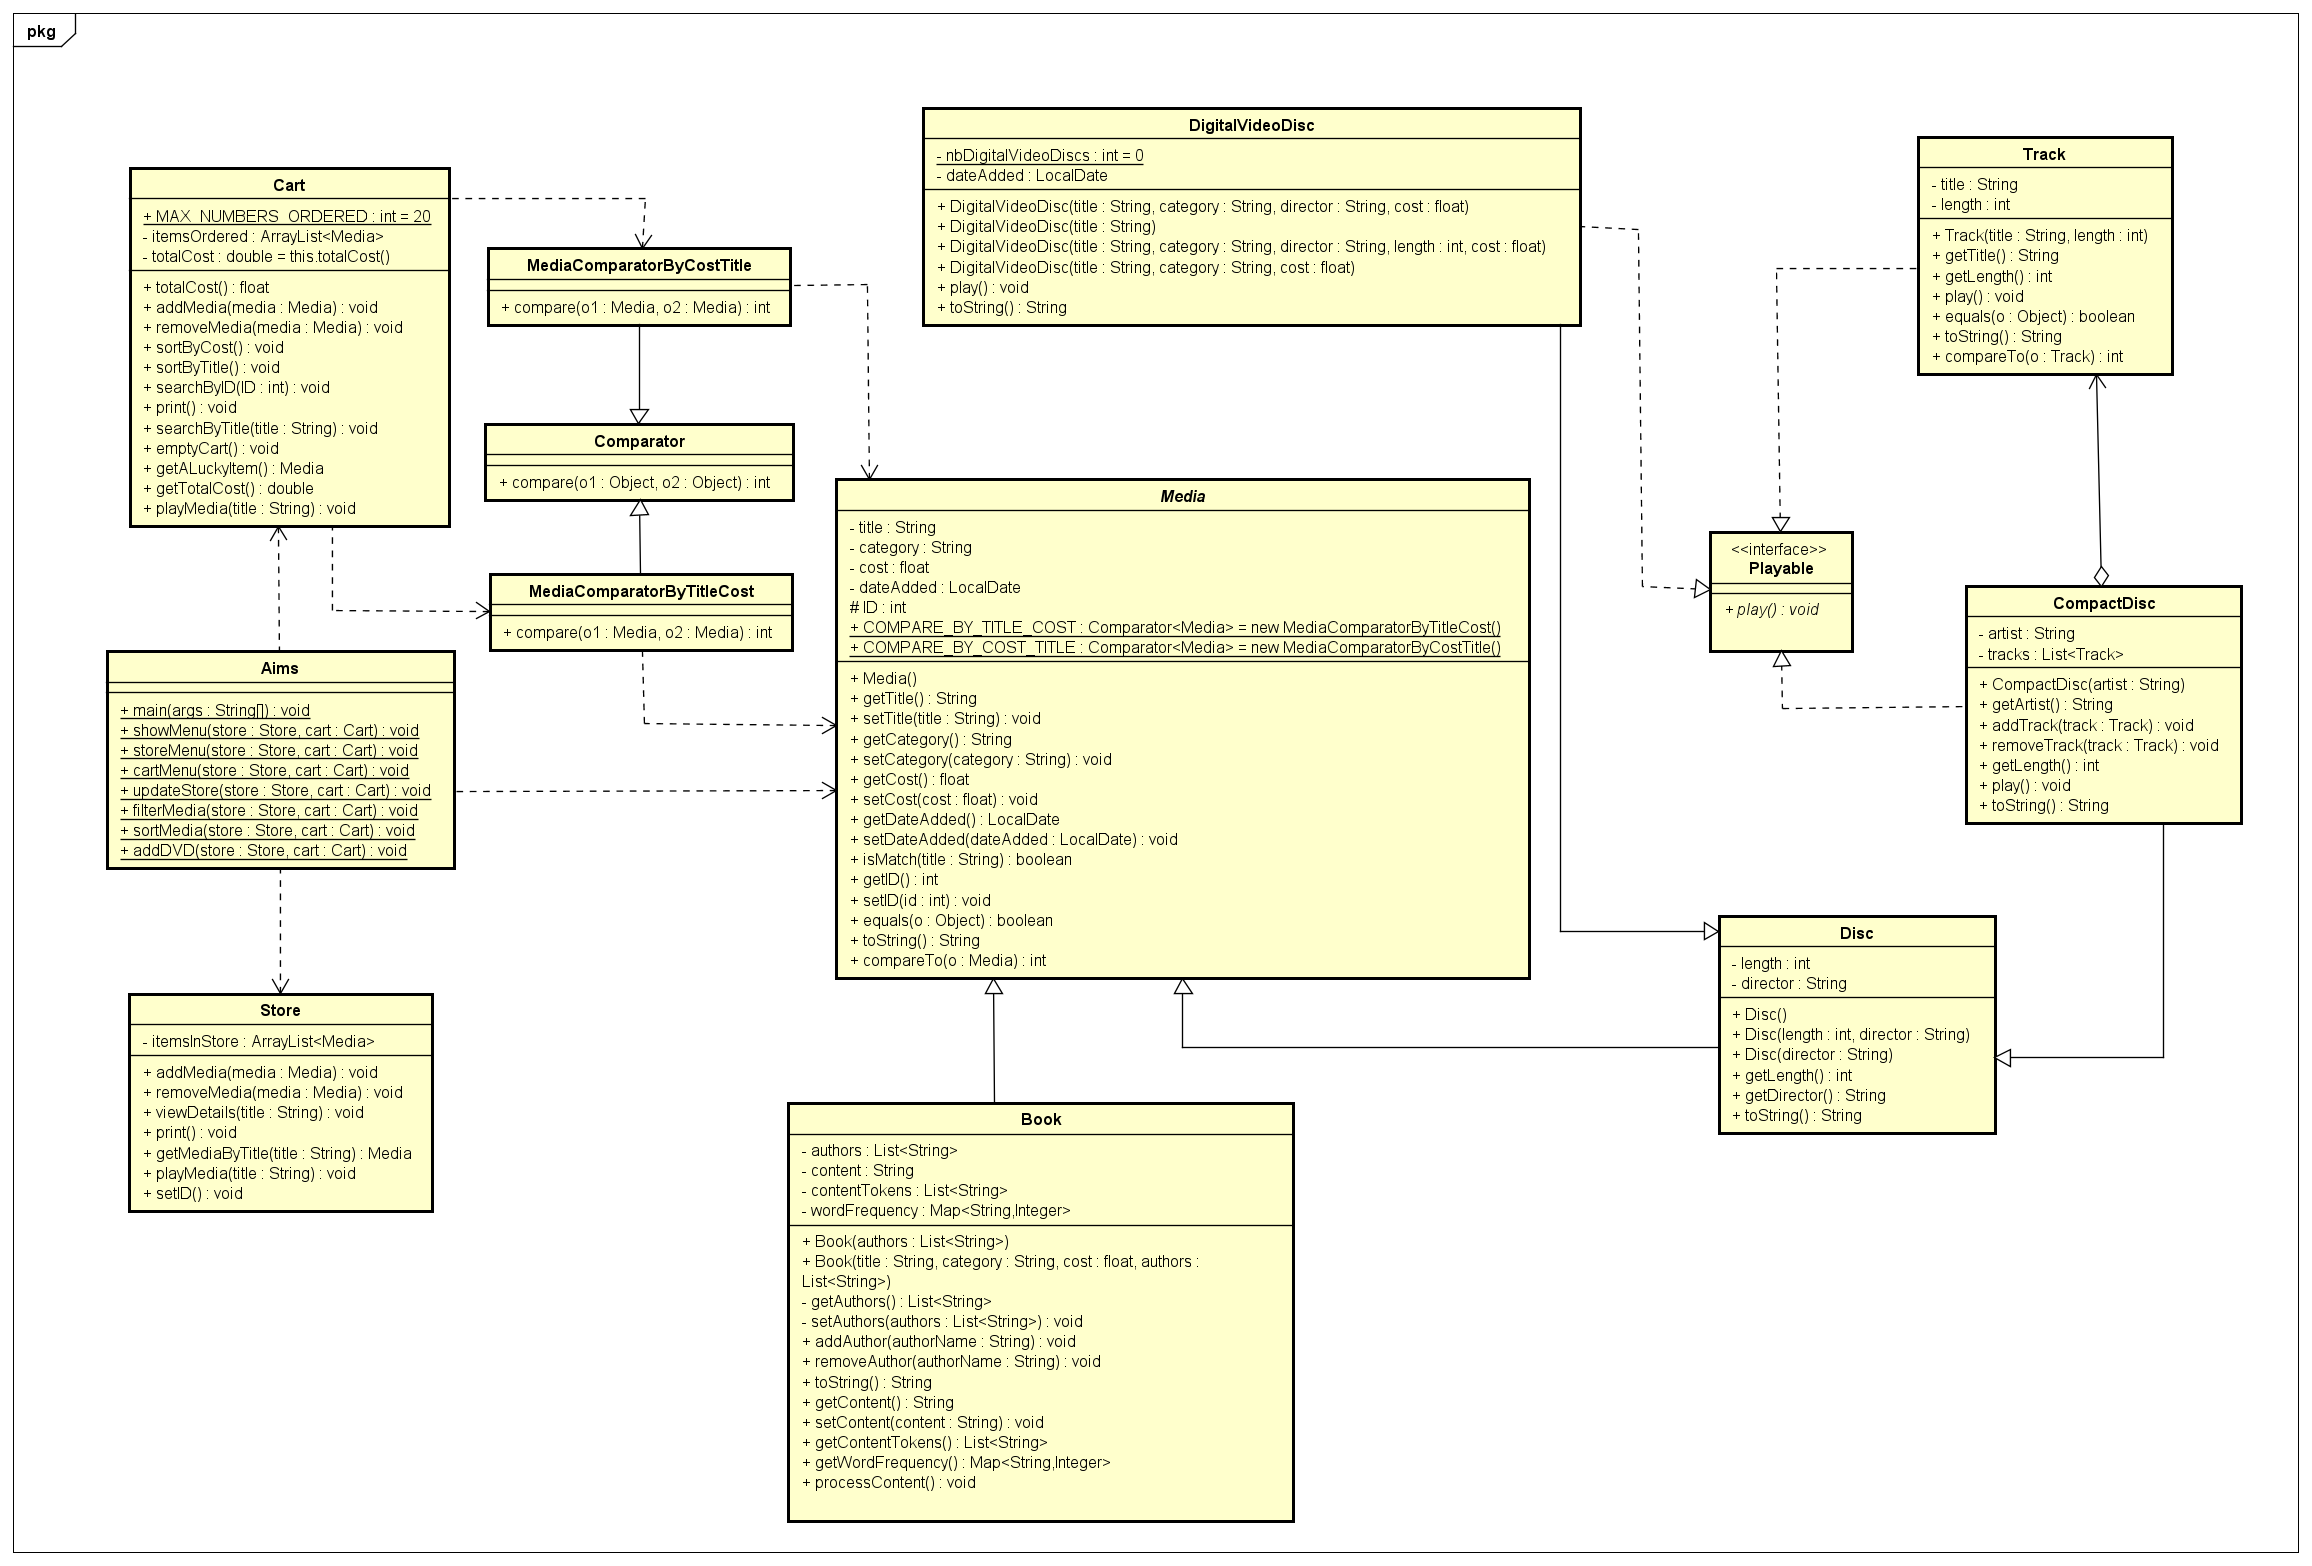 pkg
Cart
+ MAX_NUMBERS_ORDERED : int = 20
- itemsOrdered : ArrayList<Media>
- totalCost : double = this.totalCost()
+ totalCost() : float
+ addMedia(media : Media) : void
+ removeMedia(media : Media) : void
+ sortByCost() : void
+ sortByTitle() : void
+ searchByID(ID : int) : void
+ print() : void
+ searchByTitle(title : String) : void
+ emptyCart() : void
+ getALuckyItem() : Media
+ getTotalCost() : double
+ playMedia(title : String) : void
MediaComparatorByCostTitle
+ compare(o1 : Media, o2 : Media) : int
Comparator
+ compare(o1 : Object, o2 : Object) : int
MediaComparatorByTitleCost
+ compare(o1 : Media, o2 : Media) : int
DigitalVideoDisc
- nbDigitalVideoDiscs : int = 0
- dateAdded : LocalDate
+ DigitalVideoDisc(title : String, category : String, director : String, cost : float)
+ DigitalVideoDisc(title : String)
+ DigitalVideoDisc(title : String, category : String, director : String, length : int, cost : float)
+ DigitalVideoDisc(title : String, category : String, cost : float)
+ play() : void
+ toString() : String
Track
- title : String
- length : int
+ Track(title : String, length : int)
+ getTitle() : String
+ getLength() : int
+ play() : void
+ equals(o : Object) : boolean
+ toString() : String
+ compareTo(o : Track) : int
Media
- title : String
- category : String
- cost : float
- dateAdded : LocalDate
# ID : int
+ COMPARE_BY_TITLE_COST : Comparator<Media> = new MediaComparatorByTitleCost()
+ COMPARE_BY_COST_TITLE : Comparator<Media> = new MediaComparatorByCostTitle()
+ Media()
+ getTitle() : String
+ setTitle(title : String) : void
+ getCategory() : String
+ setCategory(category : String) : void
+ getCost() : float
+ setCost(cost : float) : void
+ getDateAdded() : LocalDate
+ setDateAdded(dateAdded : LocalDate) : void
+ isMatch(title : String) : boolean
+ getID() : int
+ setID(id : int) : void
+ equals(o : Object) : boolean
+ toString() : String
+ compareTo(o : Media) : int
<<interface>>
Playable
+ play() : void
CompactDisc
- artist : String
- tracks : List<Track>
+ CompactDisc(artist : String)
+ getArtist() : String
+ addTrack(track : Track) : void
+ removeTrack(track : Track) : void
+ getLength() : int
+ play() : void
+ toString() : String
Aims
+ main(args : String[]) : void
+ showMenu(store : Store, cart : Cart) : void
+ storeMenu(store : Store, cart : Cart) : void
+ cartMenu(store : Store, cart : Cart) : void
+ updateStore(store : Store, cart : Cart) : void
+ filterMedia(store : Store, cart : Cart) : void
+ sortMedia(store : Store, cart : Cart) : void
+ addDVD(store : Store, cart : Cart) : void
Disc
- length : int
- director : String
+ Disc()
+ Disc(length : int, director : String)
+ Disc(director : String)
+ getLength() : int
+ getDirector() : String
+ toString() : String
Store
- itemsInStore : ArrayList<Media>
+ addMedia(media : Media) : void
+ removeMedia(media : Media) : void
+ viewDetails(title : String) : void
+ print() : void
+ getMediaByTitle(title : String) : Media
+ playMedia(title : String) : void
+ setID() : void
Book
- authors : List<String>
- content : String
- contentTokens : List<String>
- wordFrequency : Map<String,Integer>
+ Book(authors : List<String>)
+ Book(title : String, category : String, cost : float, authors :
List<String>)
- getAuthors() : List<String>
- setAuthors(authors : List<String>) : void
+ addAuthor(authorName : String) : void
+ removeAuthor(authorName : String) : void
+ toString() : String
+ getContent() : String
+ setContent(content : String) : void
+ getContentTokens() : List<String>
+ getWordFrequency() : Map<String,Integer>
+ processContent() : void